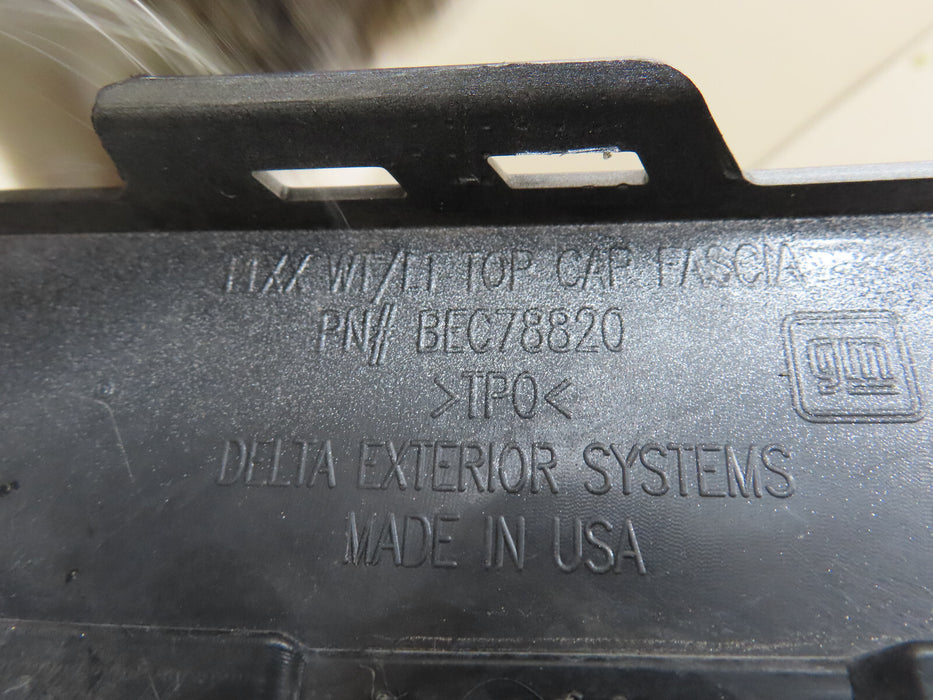 T1XX WT/LT TOP CAP FASCIA
PN# BEC78820
gm
>TPO<
DELTA EXTERIOR SYSTEMS
MADE IN USA